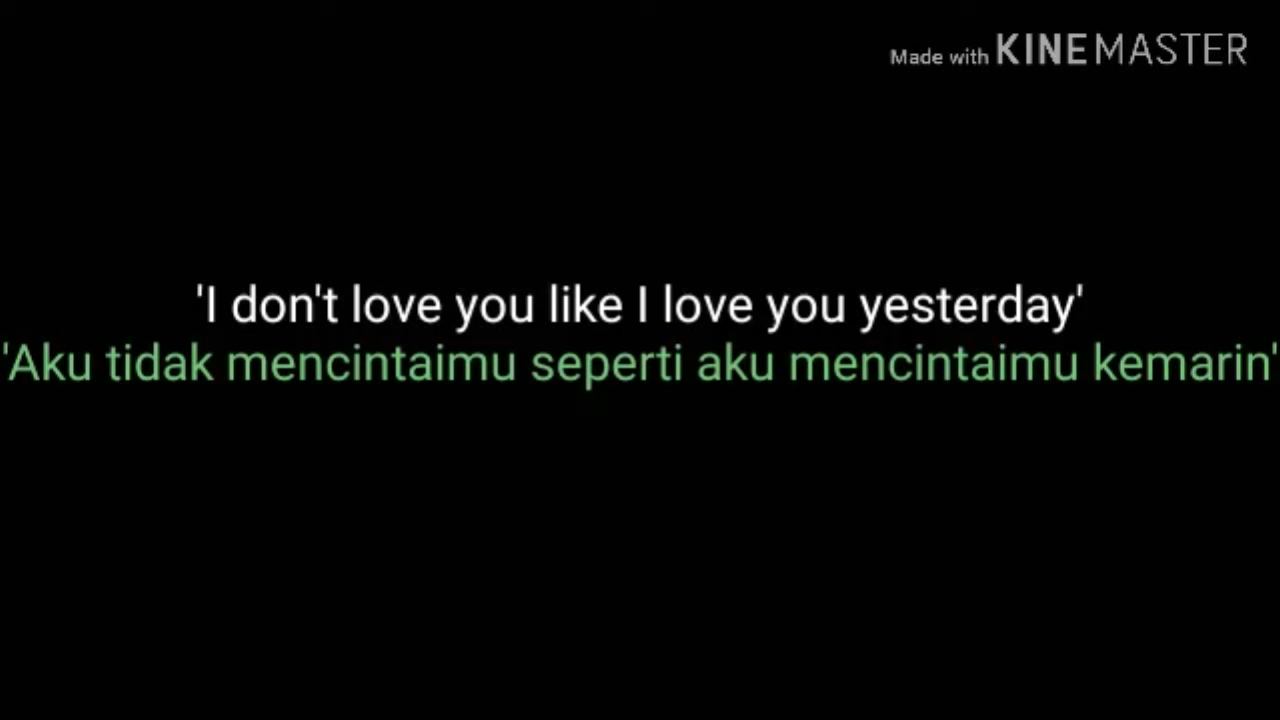 Made with KINEMASTER
'I don't love you like I love you yesterday'
'Aku tidak mencintaimu seperti aku mencintaimu kemarin'